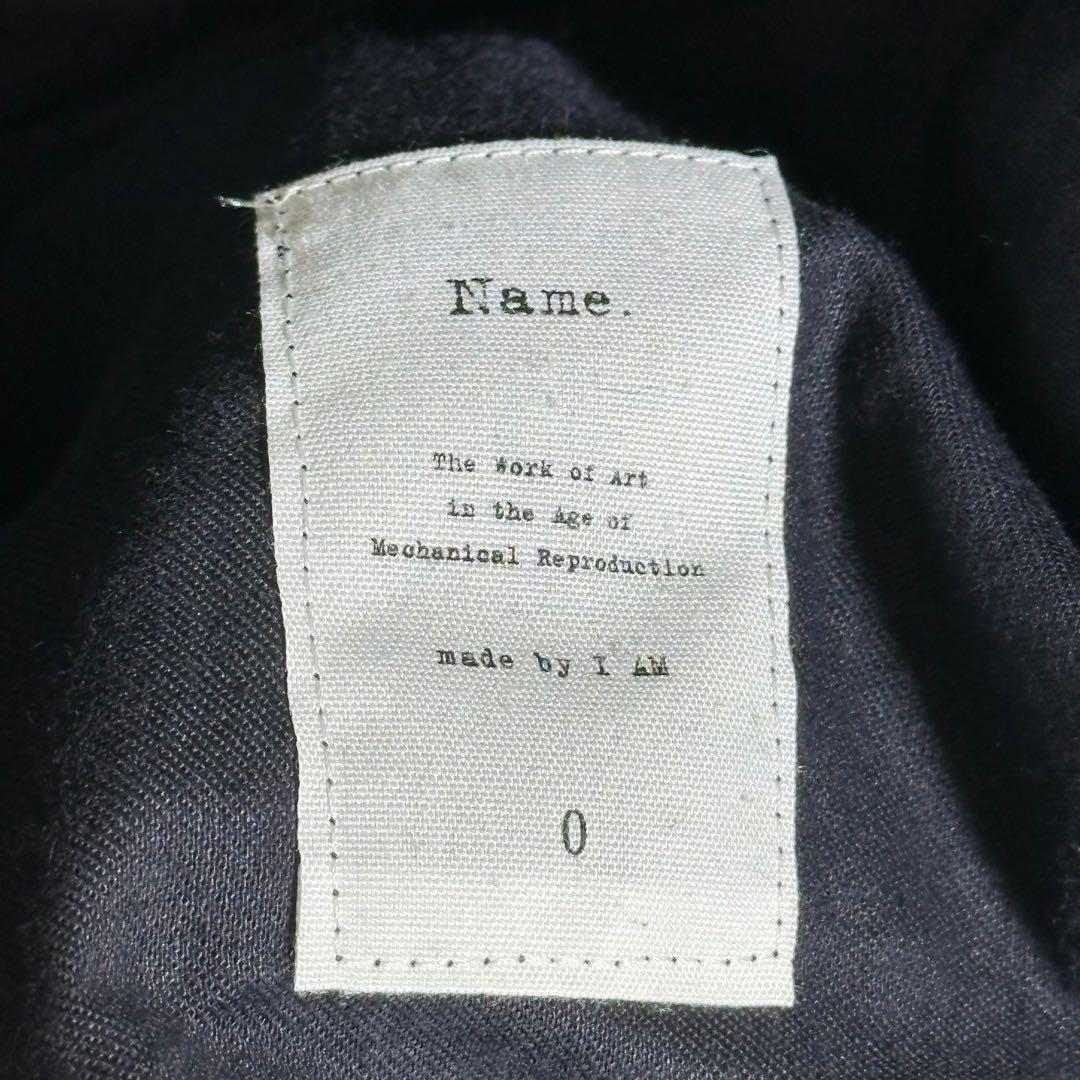 Name.
The Work of Art
in the Age of
Mechanical Reproduction
made by I AM
0